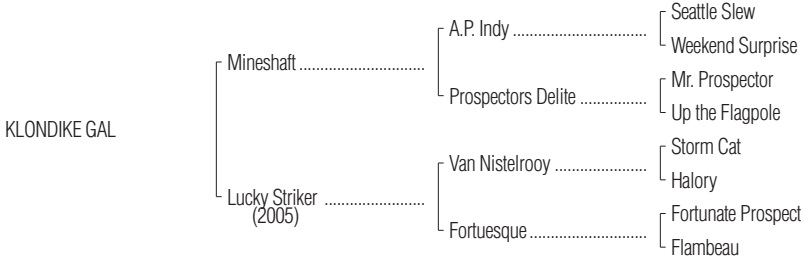 Seattle Slew
A.P. Indy ................................
Weekend Surprise
Mineshaft ..............................
Mr. Prospector
Prospectors Delite ................
Up the Flagpole
KLONDIKE GAL
Storm Cat
Van Nistelrooy ......................
Halory
Lucky Striker ........................
(2005)
Fortunate Prospect
Fortuesque ............................
Flambeau